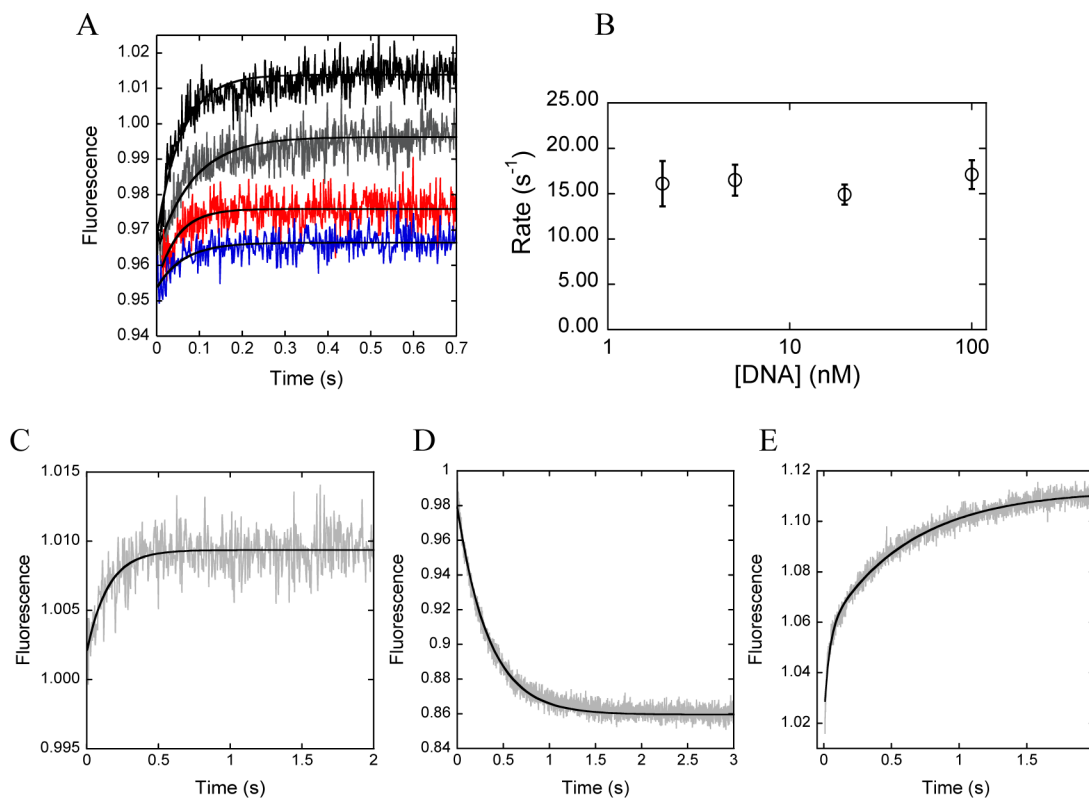 A
Fluorescence
1.02
1.01
1.00
0.99
0.98
0.97
0.96
0.95
0.94
0 0.1 0.2 0.3 0.4 0.5 0.6 0.7
Time (s)
B
Rate (s⁻¹)
25.00
20.00
15.00
10.00
5.00
0.00
1 10 100
[DNA] (nM)
C
Fluorescence
1.015
1.010
1.005
1.000
0.995
0 0.5 1 1.5 2
Time (s)
D
Fluorescence
1
0.98
0.96
0.94
0.92
0.9
0.88
0.86
0.84
0 0.5 1 1.5 2 2.5 3
Time (s)
E
Fluorescence
1.12
1.10
1.08
1.06
1.04
1.02
0 0.5 1 1.5
Time (s)